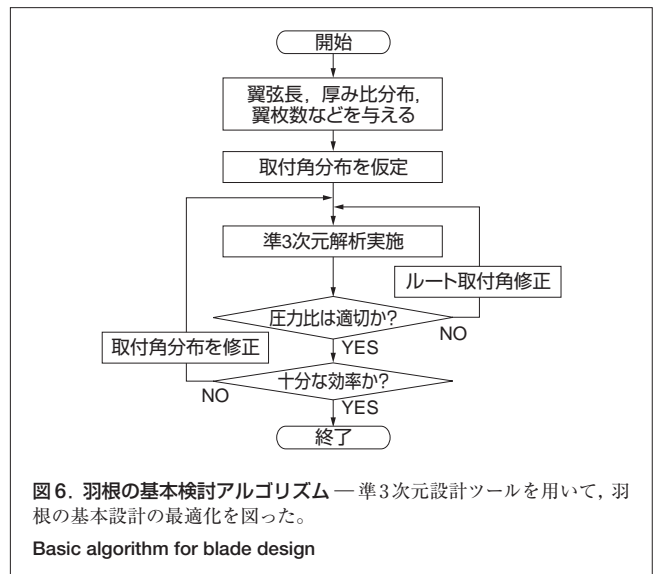 開始
翼弦長，厚み比分布，
翼枚数などを与える
取付角分布を仮定
準3次元解析実施
ルート取付角修正
圧力比は適切か？
NO
YES
取付角分布を修正
十分な効率か？
NO
YES
終了
図6．羽根の基本検討アルゴリズム ― 準3次元設計ツールを用いて，羽
根の基本設計の最適化を図った。
Basic algorithm for blade design